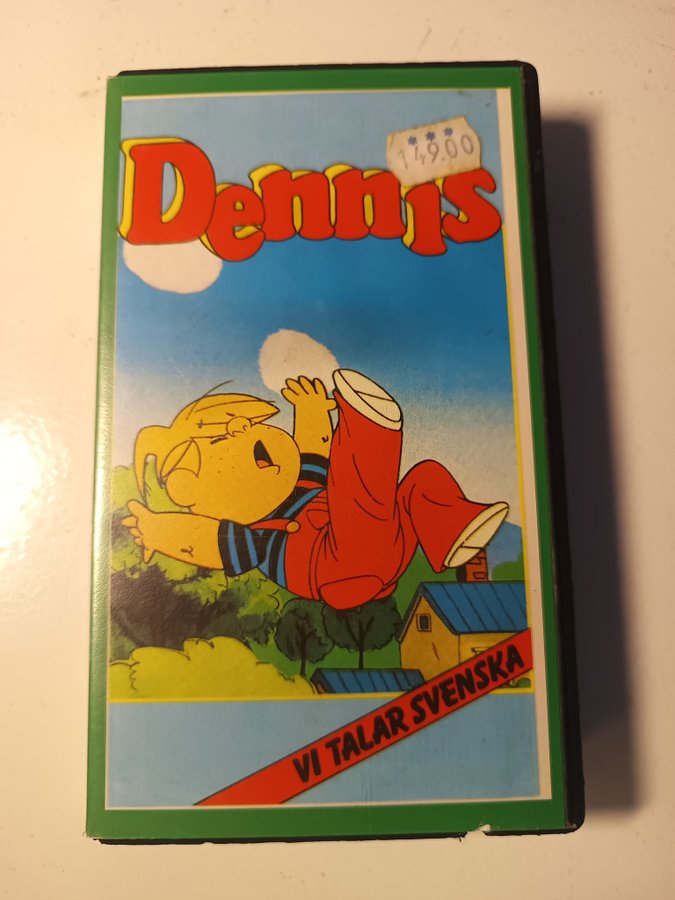 *** 
149.00
Dennis
VI TALAR SVENSKA